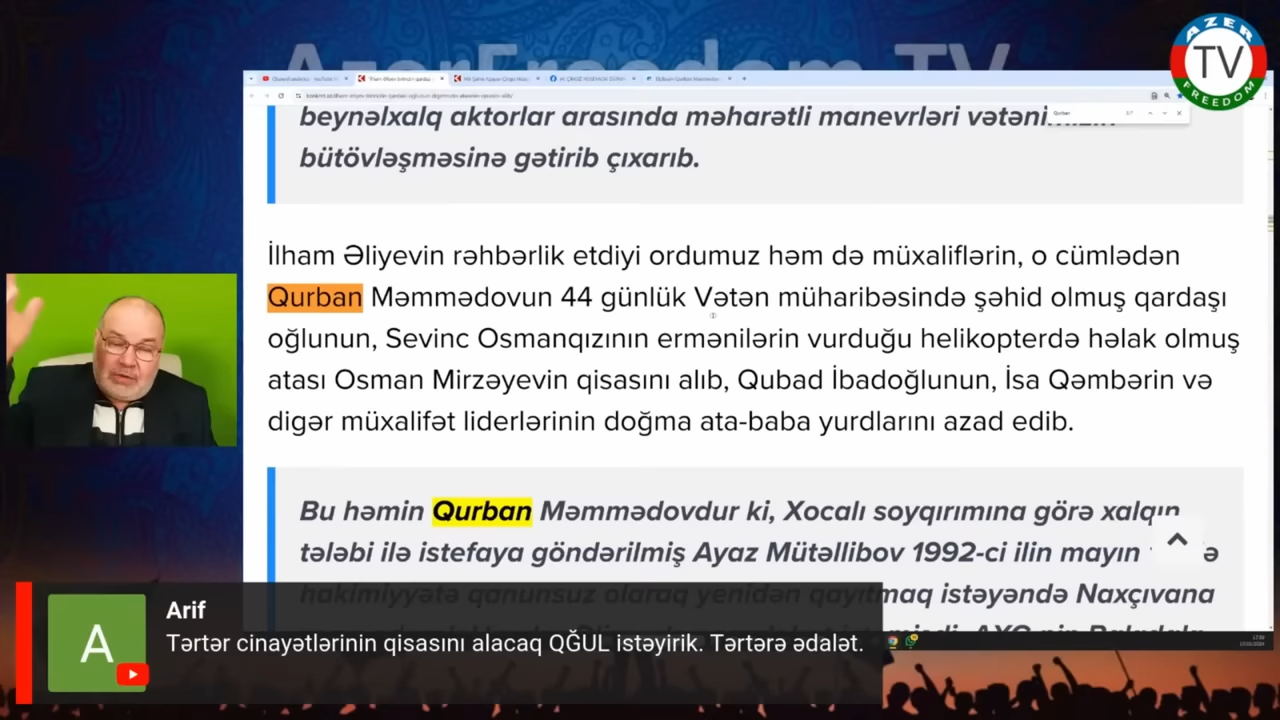 AzerFreedom TV
AZER
TV
FREEDOM
Qurban
beynəlxalq aktorlar arasında məharətli manevrləri
bütövləşməsinə gətirib çıxarıb.
İlham Əliyevin rəhbərlik etdiyi ordumuz həm də müxaliflərin, o cümlədən
Qurban Məmmədovun 44 günlük Vətən müharibəsində şəhid olmuş qardaşı
oğlunun, Sevinc Osmanqızının ermənilərin vurduğu helikopterdə həlak olmuş
atası Osman Mirzəyevin qisasını alıb, Qubad İbadoğlunun, İsa Qəmbərin və
digər müxalifət liderlərinin doğma ata-baba yurdlarını azad edib.
Bu həmin Qurban Məmmədovdur ki, Xocalı soyqırımına görə xalqın
tələbi ilə istefaya göndərilmiş Ayaz Mütəllibov 1992-ci ilin mayın
hakimiyyətə qanunsuz olaraq yenidən qayıtmaq istəyəndə Naxçıvana
A
Arif
Tərtər cinayətlərinin qisasını alacaq QĞUL istəyirik. Tərtərə ədalət.